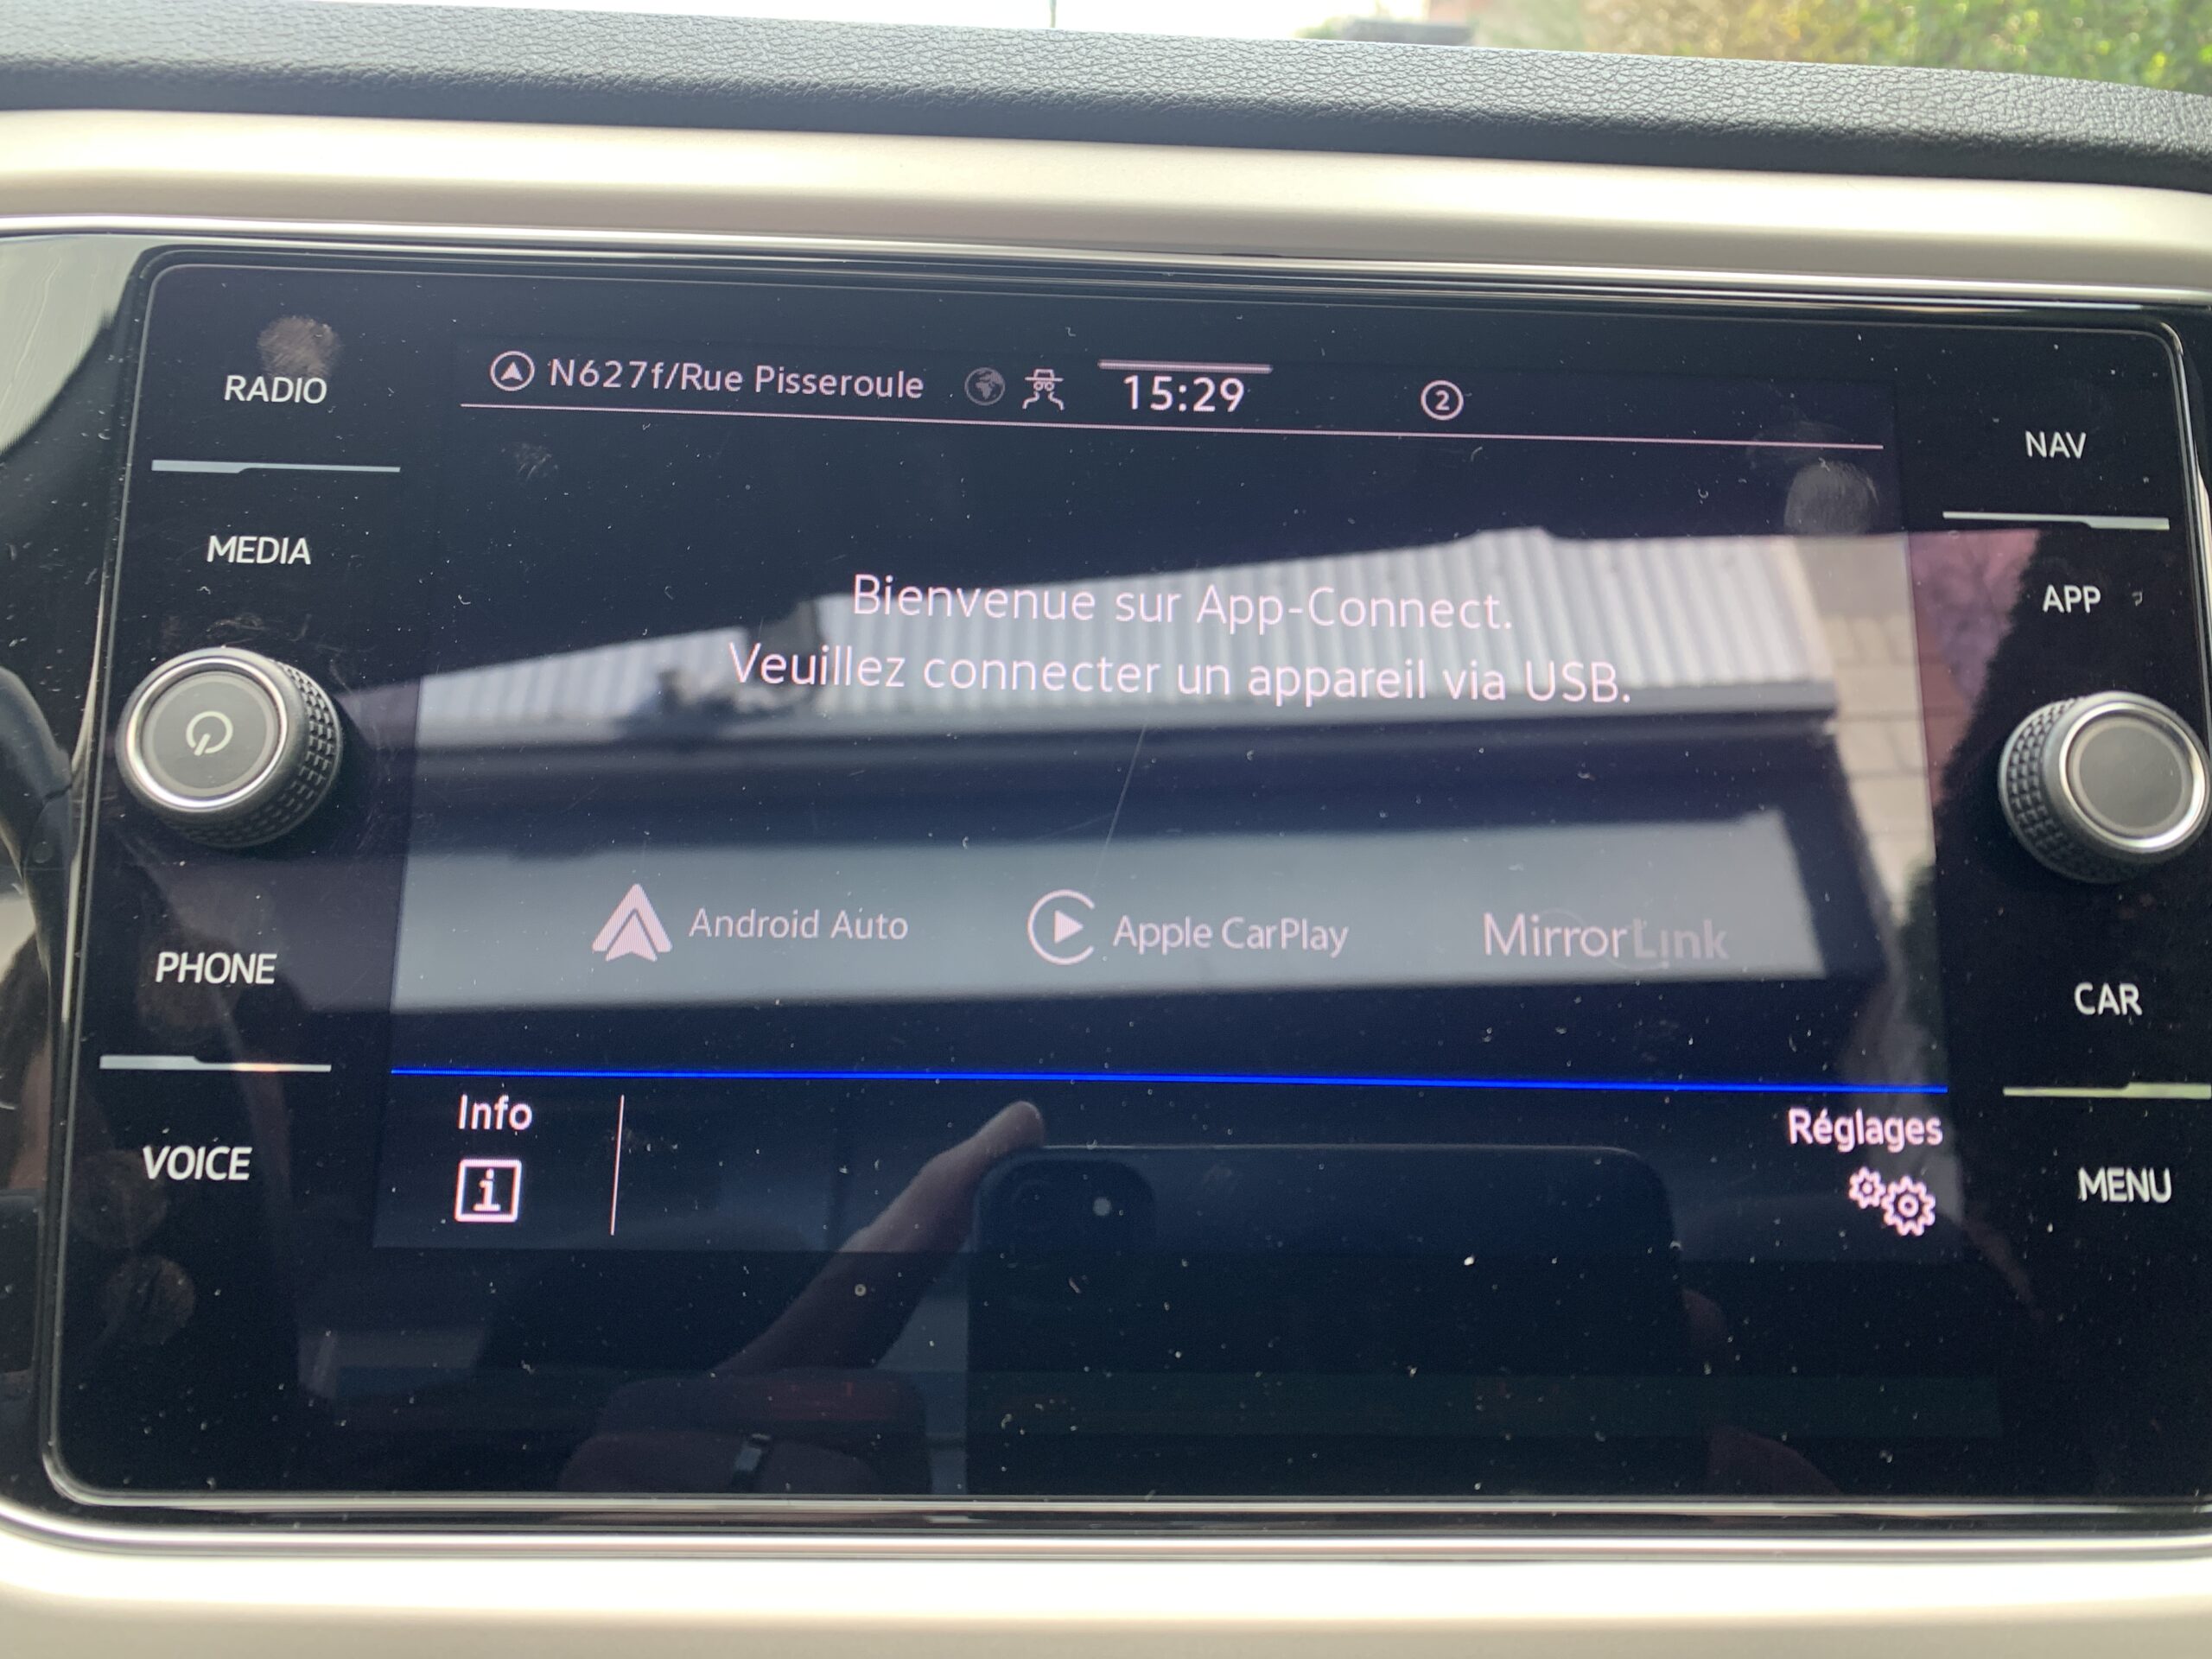 RADIO
MEDIA
PHONE
VOICE
N627f/Rue Pisseroule
15:29
2
Bienvenue sur App-Connect.
Veuillez connecter un appareil via USB.
Android Auto
Apple CarPlay
MirrorLink
Info
i
Réglages
NAV
APP
CAR
MENU